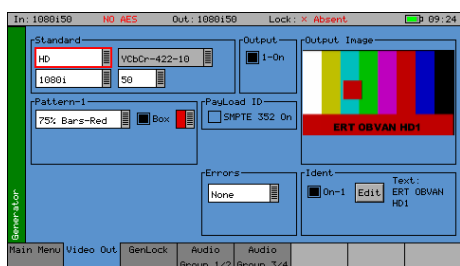 In: 1080i50 NO AES Out: 1080i50 Lock: × Absent 09:24
Standard
HD YCbCr-422-10
1080i 50
Output
1-On
Output Image
ERT OBVAN HD1
Pattern-1
75% Bars-Red Box
PayLoad ID
SMPTE 352 On
Errors
None
Ident
On-1 Edit
Text:
ERT OBVAN
HD1
Generator
Main Menu Video Out GenLock Audio Group 1/2 Audio Group 3/4